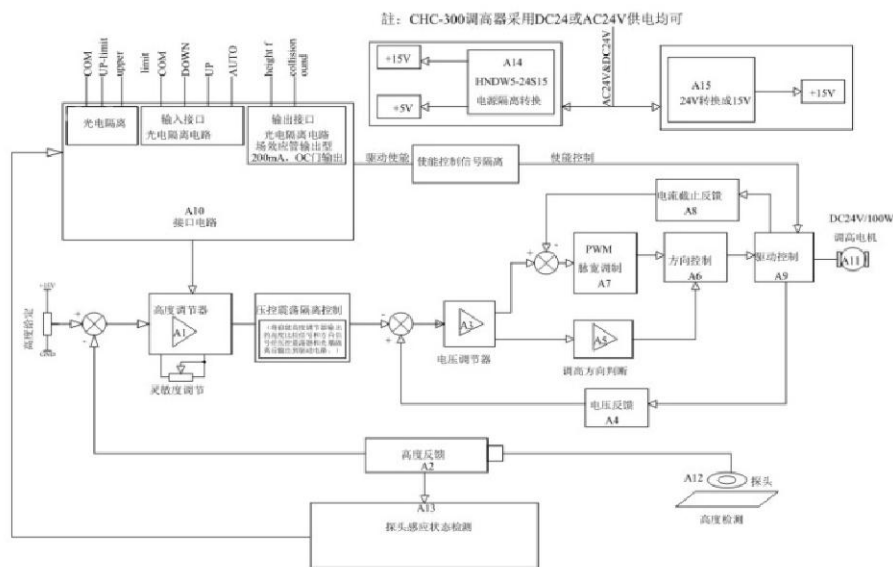 註：CHC-300调高器采用DC24或AC24V供电均可
COM
UP-limit
upper
limit
COM
DOWN
UP
AUTO
height f
collision
ound
光电隔离
输入接口
光电隔离电路
输出接口
光电隔离电路
场效应管输出型
200mA，OC门输出
A10
接口电路
+15V
+5V
A14
HNDW5-24S15
电源隔离转换
AC24V&DC24V
A15
24V转换成15V
+15V
驱动使能
使能控制信号隔离
使能控制
电流截止反馈
A8
DC24V/100W
调高电机
A11
PWM
脉宽调制
A7
方向控制
A6
驱动控制
A9
+15V
高度给定
GND
+
-
高度调节器
A1
灵敏度调节
压控震荡隔离控制
-
+
A3
电压调节器
+
-
A5
调高方向判断
电压反馈
A4
高度反馈
A2
A12
探头
高度检测
A13
探头感应状态检测